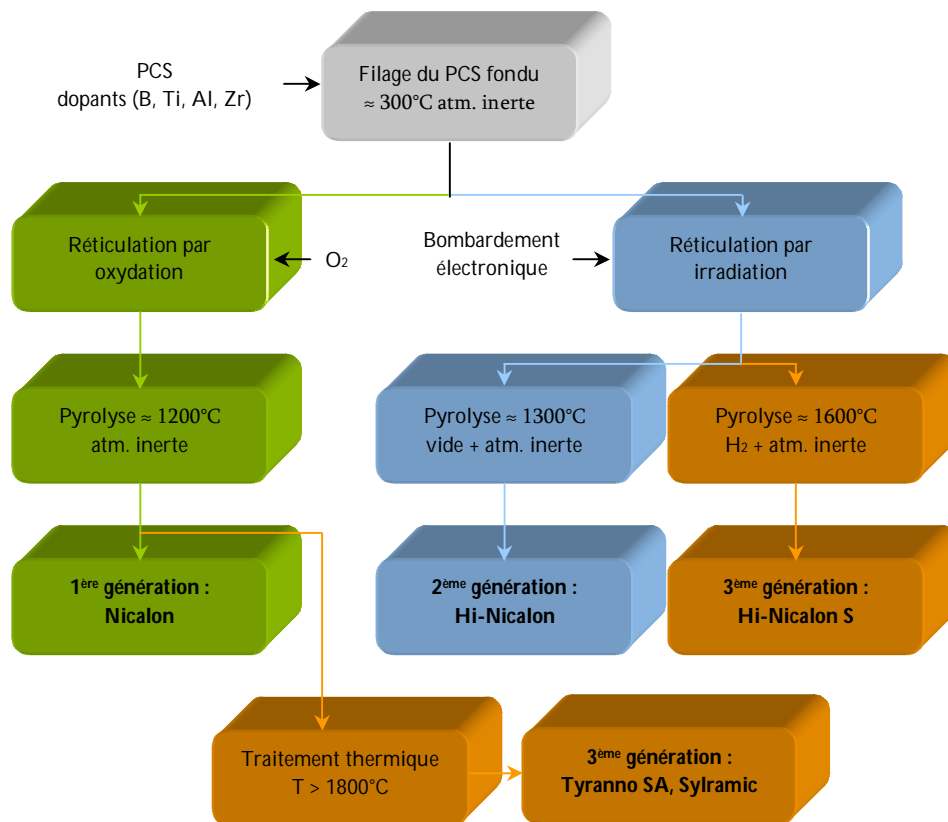 PCS
dopants (B, Ti, Al, Zr)
Filage du PCS fondu
≈ 300°C atm. inerte
Réticulation par
oxydation
O₂
Bombardement
électronique
Réticulation par
irradiation
Pyrolyse ≈ 1200°C
atm. inerte
Pyrolyse ≈ 1300°C
vide + atm. inerte
Pyrolyse ≈ 1600°C
H₂ + atm. inerte
1ère génération :
Nicalon
2ème génération :
Hi-Nicalon
3ème génération :
Hi-Nicalon S
Traitement thermique
T > 1800°C
3ème génération :
Tyranno SA, Sylramic